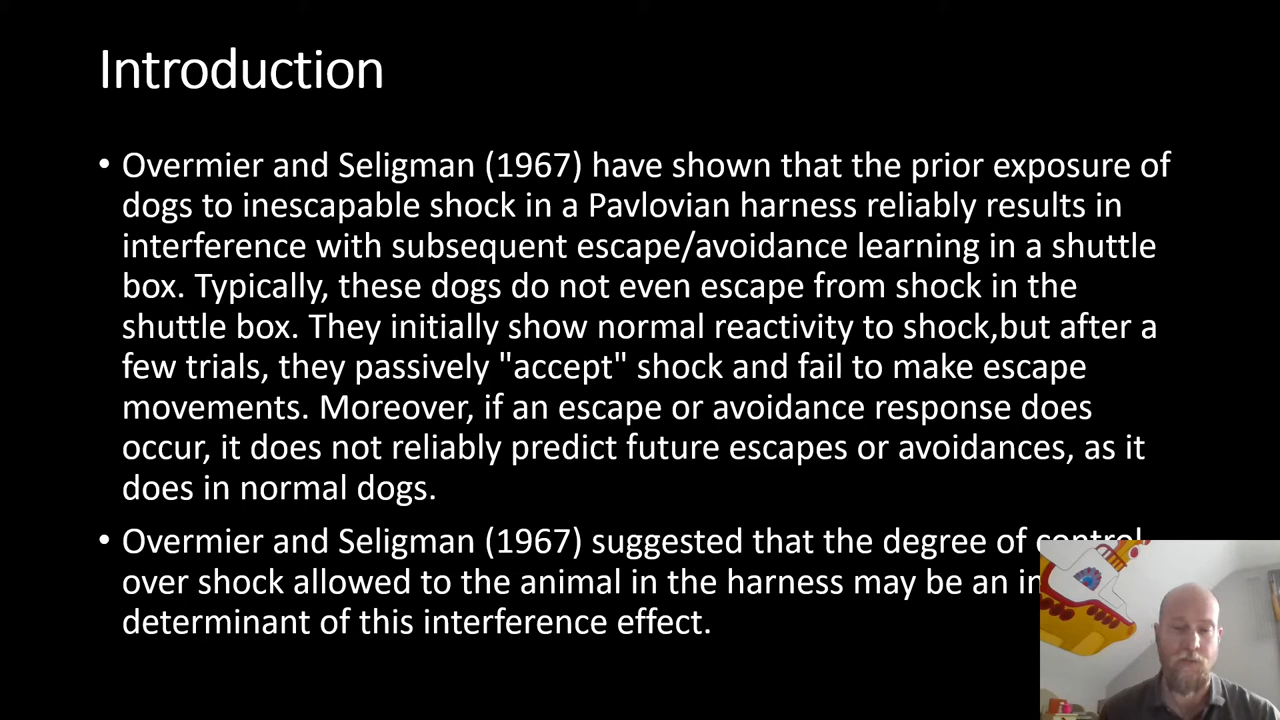 Introduction
• Overmier and Seligman (1967) have shown that the prior exposure of
dogs to inescapable shock in a Pavlovian harness reliably results in
interference with subsequent escape/avoidance learning in a shuttle
box. Typically, these dogs do not even escape from shock in the
shuttle box. They initially show normal reactivity to shock,but after a
few trials, they passively "accept" shock and fail to make escape
movements. Moreover, if an escape or avoidance response does
occur, it does not reliably predict future escapes or avoidances, as it
does in normal dogs.
• Overmier and Seligman (1967) suggested that the degree of control
over shock allowed to the animal in the harness may be an
determinant of this interference effect.